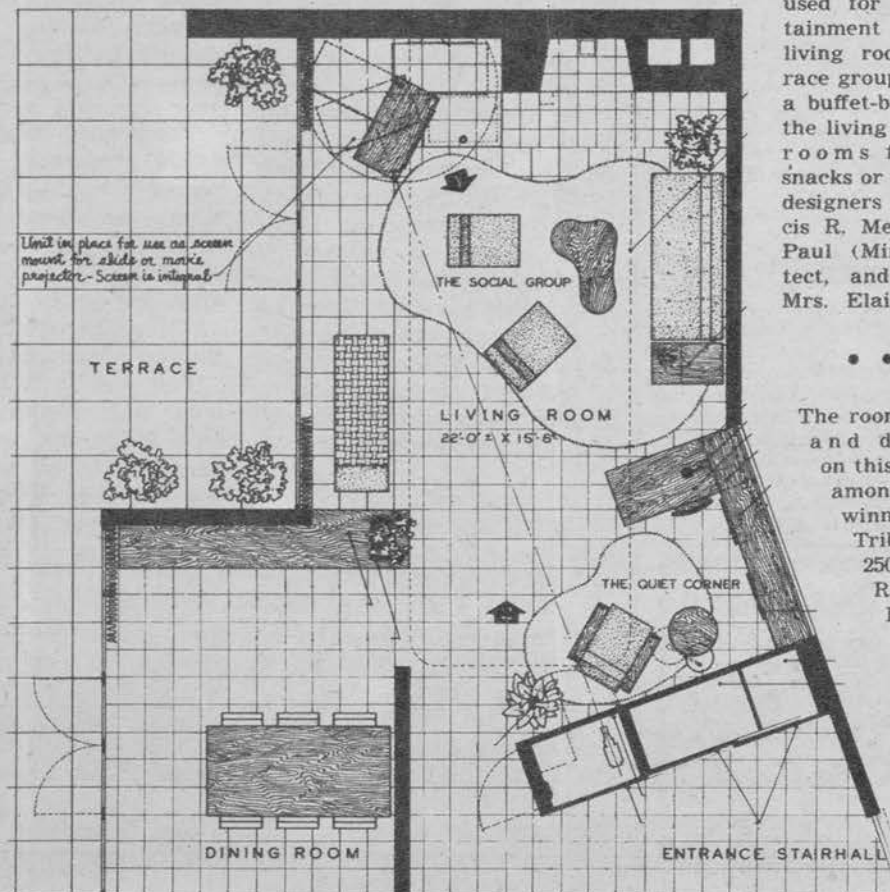 Unit in place for use as screen
mount for slide or movie
projector - Screen is integral
TERRACE
THE SOCIAL GROUP
LIVING ROOM
22'-0"± X 15'-6"
THE QUIET CORNER
DINING ROOM
ENTRANCE STAIRHALL
used for
tainment
living roo
race group
a buffet-b
the living
rooms f
snacks or
designers
cis R. Me
Paul (Mi
tect, and
Mrs. Elai
• •
The room
and d
on this
amon
winn
Trib
250
R